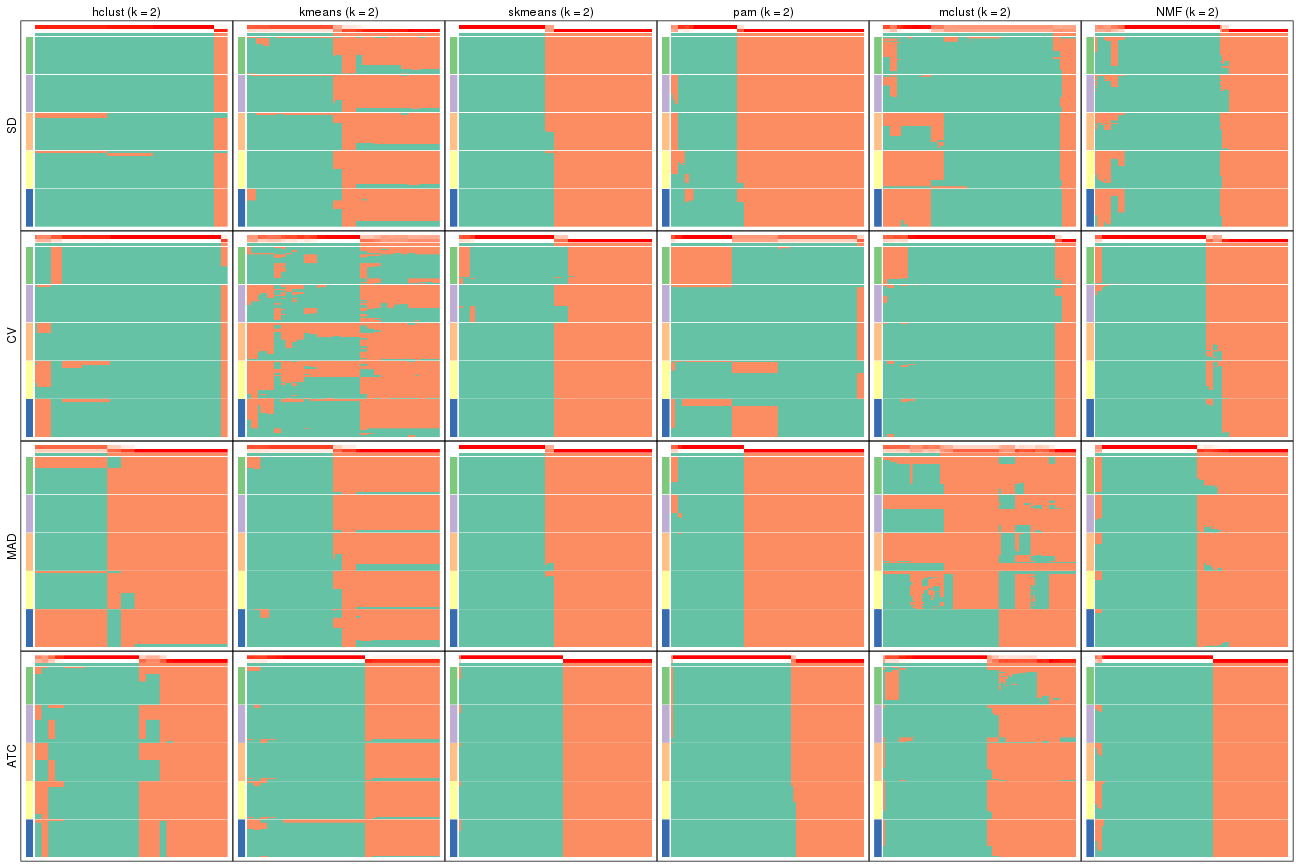 hclust (k = 2) kmeans (k = 2) skmeans (k = 2) pam (k = 2) mclust (k = 2) NMF (k = 2)
SD
CV
MAD
ATC